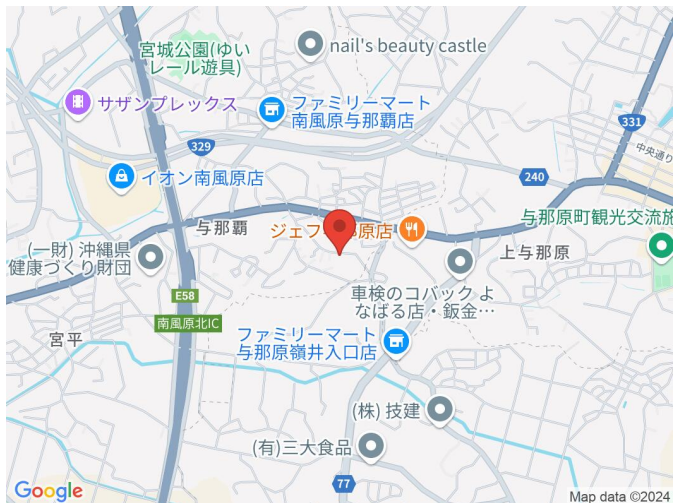 宮城公園(ゆい
レール遊具)
nail's beauty castle
サザンプレックス
ファミリーマート
南風原与那覇店
331
329
中央通り
イオン南風原店
240
与那原町観光交流施
与那覇
ジェフ
原店
上与那原
(一財) 沖縄県
健康づくり財団
車検のコバック よ
なばる店・鈑金…
E58
南風原北IC
ファミリーマート
与那原嶺井入口店
宮平
(株) 技建
(有)三大食品
77
Google
Map data ©2024